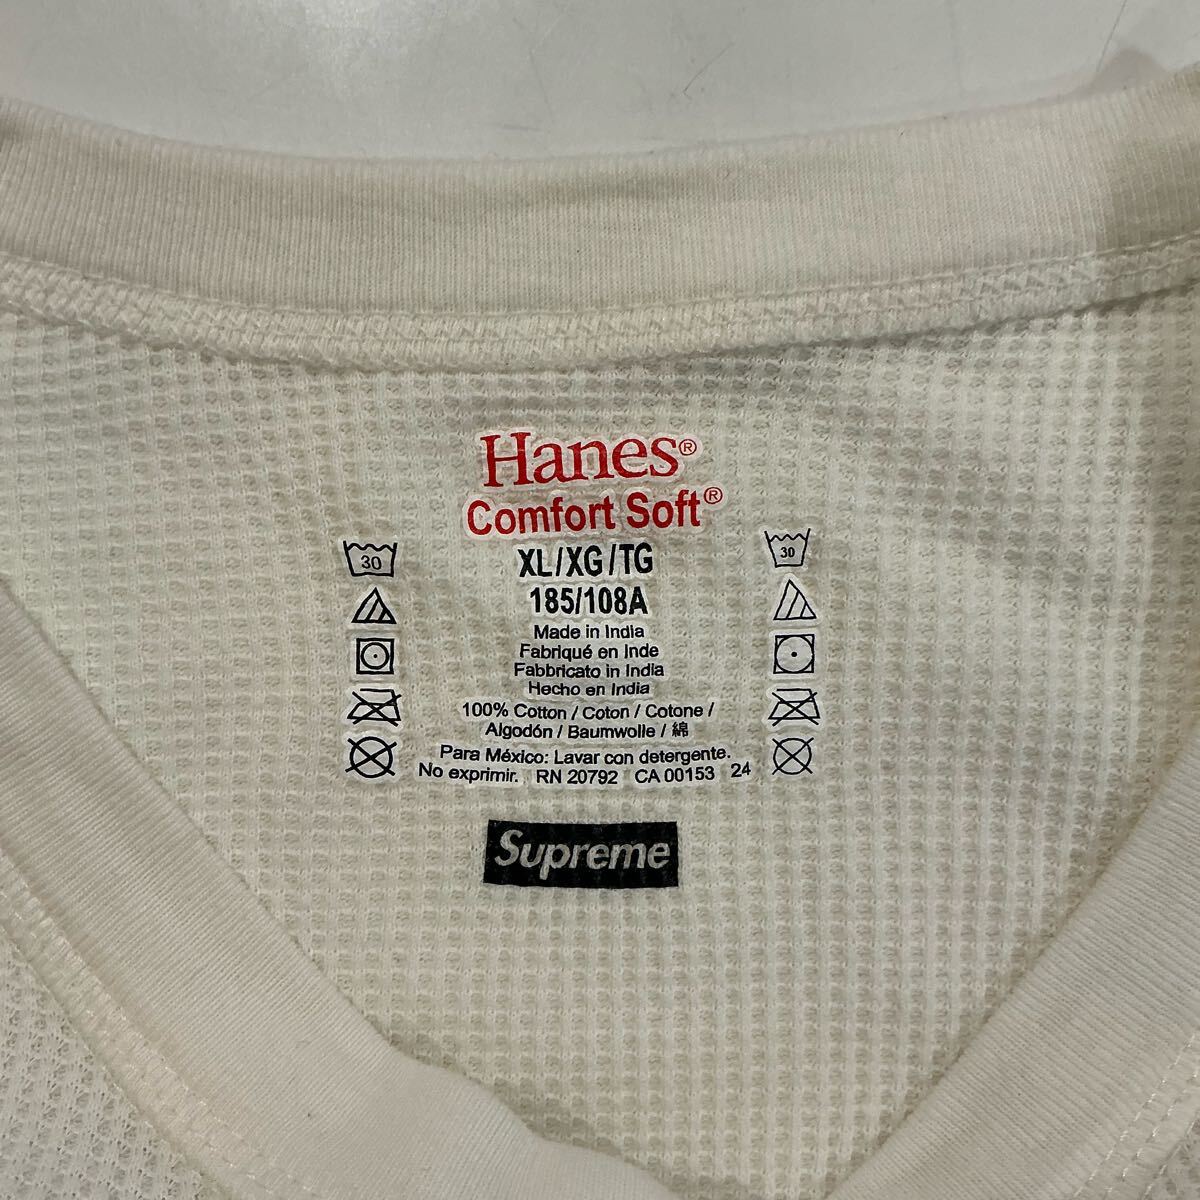 Hanes®
Comfort Soft®
XL/XG/TG
30
30
185/108A
Made in India
Fabriqué en Inde
Fabbricato in India
Hecho en India
100% Cotton / Coton / Cotone /
Algodón / Baumwolle / 綿
Para México: Lavar con detergente.
No exprimir. RN 20792 CA 00153 24
Supreme